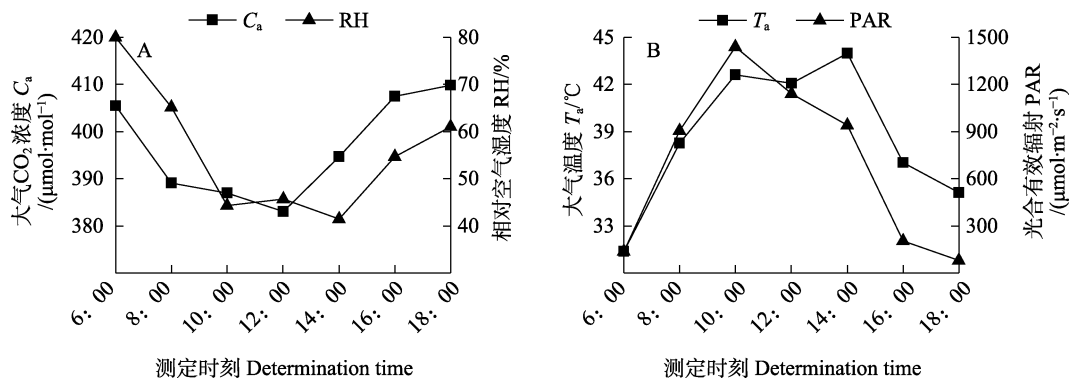 Cₐ RH
A
420
410
400
390
380
80
70
60
50
40
大气CO₂浓度 Cₐ
/(μmol·mol⁻¹)
相对空气湿度 RH/%
6：00
8：00
10：00
12：00
14：00
16：00
18：00
测定时刻 Determination time
Tₐ PAR
B
45
42
39
36
33
1500
1200
900
600
300
大气温度 Tₐ/℃
光合有效辐射 PAR
/(μmol·m⁻²·s⁻¹)
6：00
8：00
10：00
12：00
14：00
16：00
18：00
测定时刻 Determination time